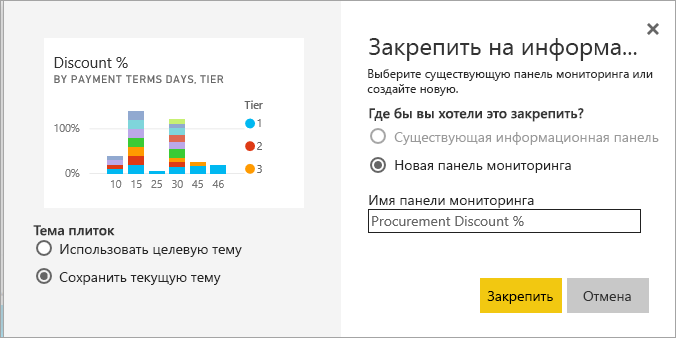 Discount %
BY PAYMENT TERMS DAYS, TIER
Tier
100%
1
2
0%
3
10 15 25 30 45 46
Тема плиток
Использовать целевую тему
Сохранить текущую тему
Закрепить на информа...
Выберите существующую панель мониторинга или
создайте новую.
Где бы вы хотели это закрепить?
Существующая информационная панель
Новая панель мониторинга
Имя панели мониторинга
Procurement Discount %
Закрепить
Отмена